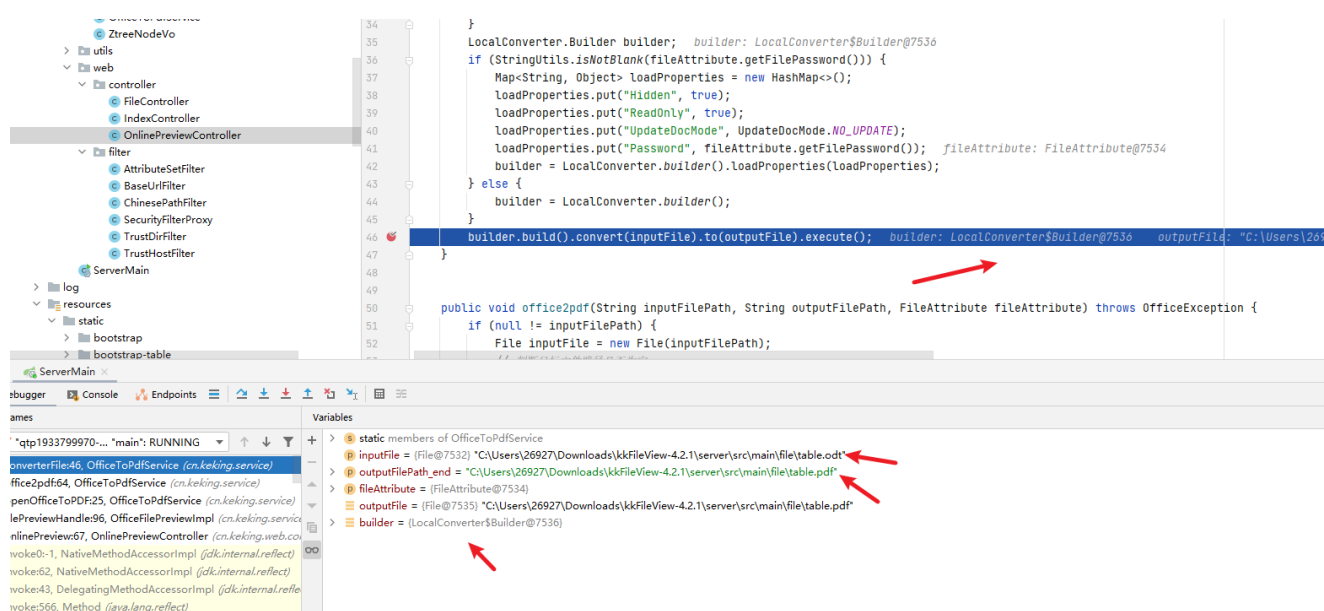 ZtreeNodeVo
utils
web
controller
FileController
IndexController
OnlinePreviewController
filter
AttributeSetFilter
BaseUrlFilter
ChinesePathFilter
SecurityFilterProxy
TrustDirFilter
TrustHostFilter
ServerMain
log
resources
static
bootstrap
bootstrap-table
34 }
35 LocalConverter.Builder builder; builder: LocalConverter$Builder@7536
36 if (StringUtils.isNotBlank(fileAttribute.getFilePassword())) {
37 Map<String, Object> loadProperties = new HashMap<>();
38 loadProperties.put("Hidden", true);
39 loadProperties.put("ReadOnly", true);
40 loadProperties.put("UpdateDocMode", UpdateDocMode.NO_UPDATE);
41 loadProperties.put("Password", fileAttribute.getFilePassword()); fileAttribute: FileAttribute@7534
42 builder = LocalConverter.builder().loadProperties(loadProperties);
43 } else {
44 builder = LocalConverter.builder();
45 }
46 builder.build().convert(inputFile).to(outputFile).execute(); builder: LocalConverter$Builder@7536 outputFile: "C:\Users\269
47 }
48
49
50 public void office2pdf(String inputFilePath, String outputFilePath, FileAttribute fileAttribute) throws OfficeException {
51 if (null != inputFilePath) {
52 File inputFile = new File(inputFilePath);
ServerMain ×
ebugger Console Endpoints
ames
"qtp1933799970-... "main": RUNNING
onverterFile:46, OfficeToPdfService (cn.keking.service)
ffice2pdf:64, OfficeToPdfService (cn.keking.service)
penOfficeToPDF:25, OfficeToPdfService (cn.keking.service)
lePreviewHandle:96, OfficeFilePreviewImpl (cn.keking.service
nlinePreview:67, OnlinePreviewController (cn.keking.web.co
nvoke0:-1, NativeMethodAccessorImpl (jdk.internal.reflect)
nvoke:62, NativeMethodAccessorImpl (jdk.internal.reflect)
nvoke:43, DelegatingMethodAccessorImpl (jdk.internal.refle
nvoke:566, Method (java.lang.reflect)
Variables
static members of OfficeToPdfService
inputFile = {File@7532} "C:\Users\26927\Downloads\kkFileView-4.2.1\server\src\main\file\table.odt"
outputFilePath_end = "C:\Users\26927\Downloads\kkFileView-4.2.1\server\src\main\file\table.pdf"
fileAttribute = {FileAttribute@7534}
outputFile = {File@7535} "C:\Users\26927\Downloads\kkFileView-4.2.1\server\src\main\file\table.pdf"
builder = {LocalConverter$Builder@7536}